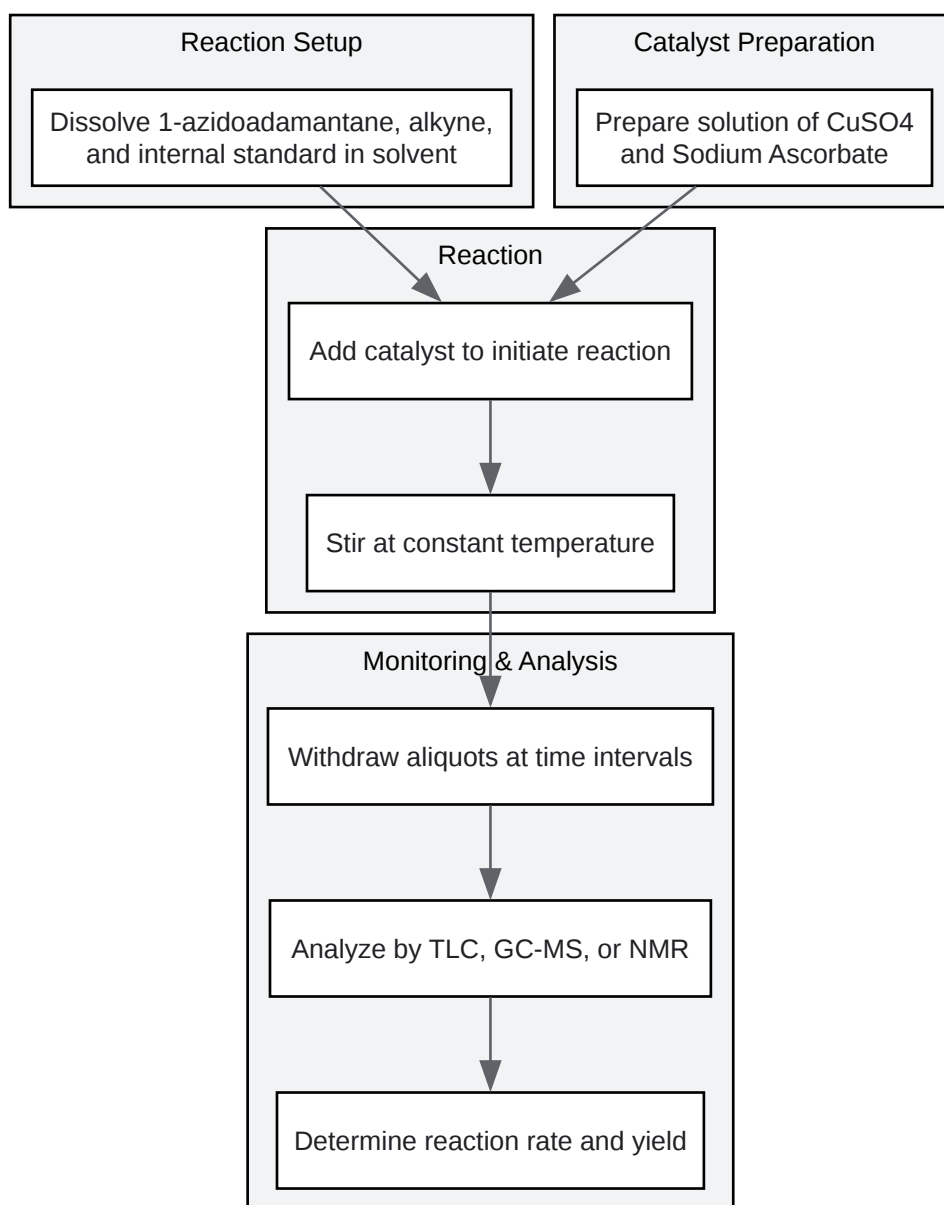 Reaction Setup
Dissolve 1-azidoadamantane, alkyne,
and internal standard in solvent
Catalyst Preparation
Prepare solution of CuSO4
and Sodium Ascorbate
Reaction
Add catalyst to initiate reaction
Stir at constant temperature
Monitoring & Analysis
Withdraw aliquots at time intervals
Analyze by TLC, GC-MS, or NMR
Determine reaction rate and yield